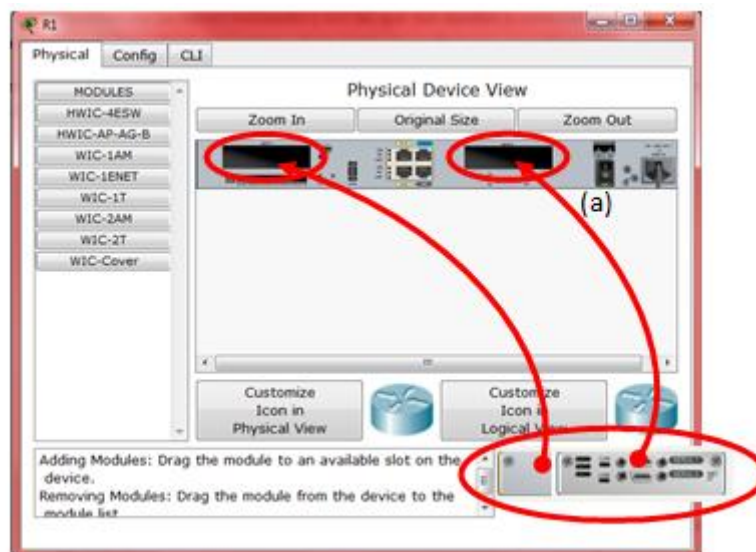 R1
Physical Config CLI
MODULES
HWIC-4ESW
HWIC-AP-AG-B
WIC-1AM
WIC-1ENET
WIC-1T
WIC-2AM
WIC-2T
WIC-Cover
Physical Device View
Zoom In Original Size Zoom Out
(a)
Customize
Icon in
Physical View
Customize
Icon in
Logical View
Adding Modules: Drag the module to an available slot on the
device.
Removing Modules: Drag the module from the device to the
module list